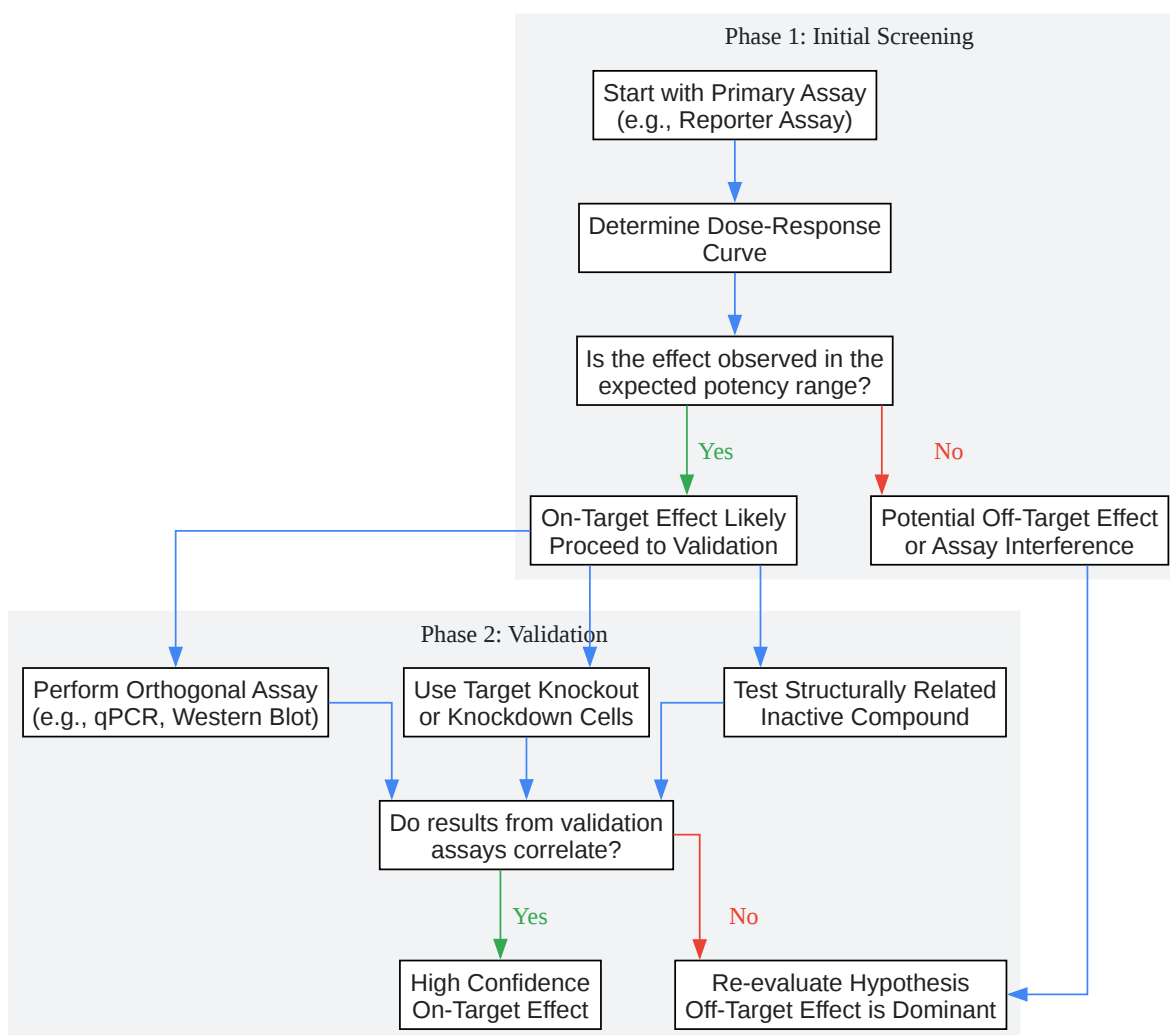 Phase 1: Initial Screening
Start with Primary Assay
(e.g., Reporter Assay)
Determine Dose-Response
Curve
Is the effect observed in the
expected potency range?
Yes
No
On-Target Effect Likely
Proceed to Validation
Potential Off-Target Effect
or Assay Interference
Phase 2: Validation
Perform Orthogonal Assay
(e.g., qPCR, Western Blot)
Use Target Knockout
or Knockdown Cells
Test Structurally Related
Inactive Compound
Do results from validation
assays correlate?
Yes
No
High Confidence
On-Target Effect
Re-evaluate Hypothesis
Off-Target Effect is Dominant